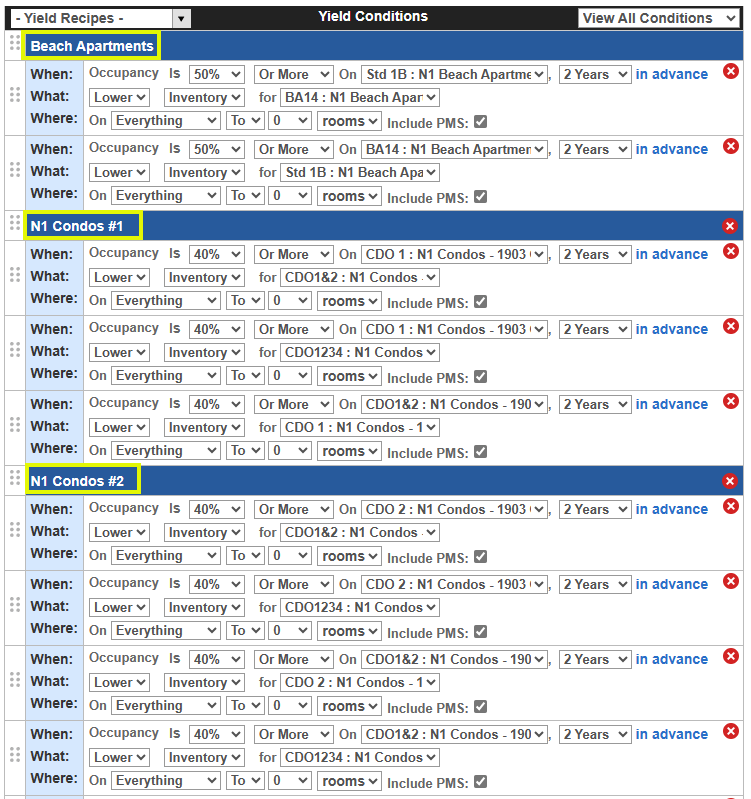 - Yield Recipes - Yield Conditions View All Conditions
Beach Apartments
When: Occupancy Is 50% Or More On Std 1B : N1 Beach Apartme , 2 Years in advance
What: Lower Inventory for BA14 : N1 Beach Apar
Where: On Everything To 0 rooms Include PMS:
When: Occupancy Is 50% Or More On BA14 : N1 Beach Apartmen , 2 Years in advance
What: Lower Inventory for Std 1B : N1 Beach Apa
Where: On Everything To 0 rooms Include PMS:
N1 Condos #1
When: Occupancy Is 40% Or More On CDO 1 : N1 Condos - 1903 , 2 Years in advance
What: Lower Inventory for CDO1&2 : N1 Condos
Where: On Everything To 0 rooms Include PMS:
When: Occupancy Is 40% Or More On CDO 1 : N1 Condos - 1903 , 2 Years in advance
What: Lower Inventory for CDO1234 : N1 Condos
Where: On Everything To 0 rooms Include PMS:
When: Occupancy Is 40% Or More On CDO1&2 : N1 Condos - 190 , 2 Years in advance
What: Lower Inventory for CDO 1 : N1 Condos - 1
Where: On Everything To 0 rooms Include PMS:
N1 Condos #2
When: Occupancy Is 40% Or More On CDO 2 : N1 Condos - 1903 , 2 Years in advance
What: Lower Inventory for CDO1&2 : N1 Condos
Where: On Everything To 0 rooms Include PMS:
When: Occupancy Is 40% Or More On CDO 2 : N1 Condos - 1903 , 2 Years in advance
What: Lower Inventory for CDO1234 : N1 Condos
Where: On Everything To 0 rooms Include PMS:
When: Occupancy Is 40% Or More On CDO1&2 : N1 Condos - 190 , 2 Years in advance
What: Lower Inventory for CDO 2 : N1 Condos - 1
Where: On Everything To 0 rooms Include PMS:
When: Occupancy Is 40% Or More On CDO1&2 : N1 Condos - 190 , 2 Years in advance
What: Lower Inventory for CDO1234 : N1 Condos
Where: On Everything To 0 rooms Include PMS: